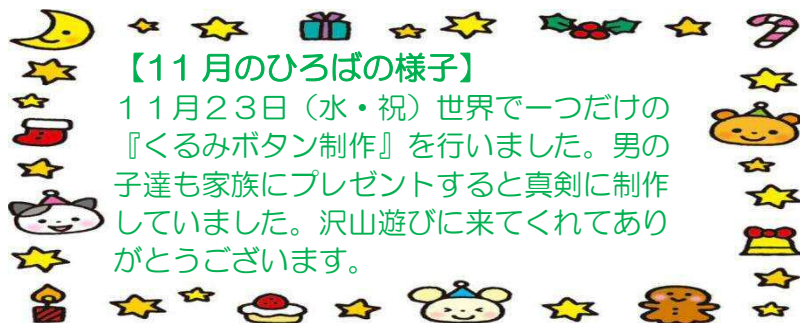 【11月のひろばの様子】
１１月２３日（水・祝）世界で一つだけの
『くるみボタン制作』を行いました。男の
子達も家族にプレゼントすると真剣に制作
していました。沢山遊びに来てくれてあり
がとうございます。